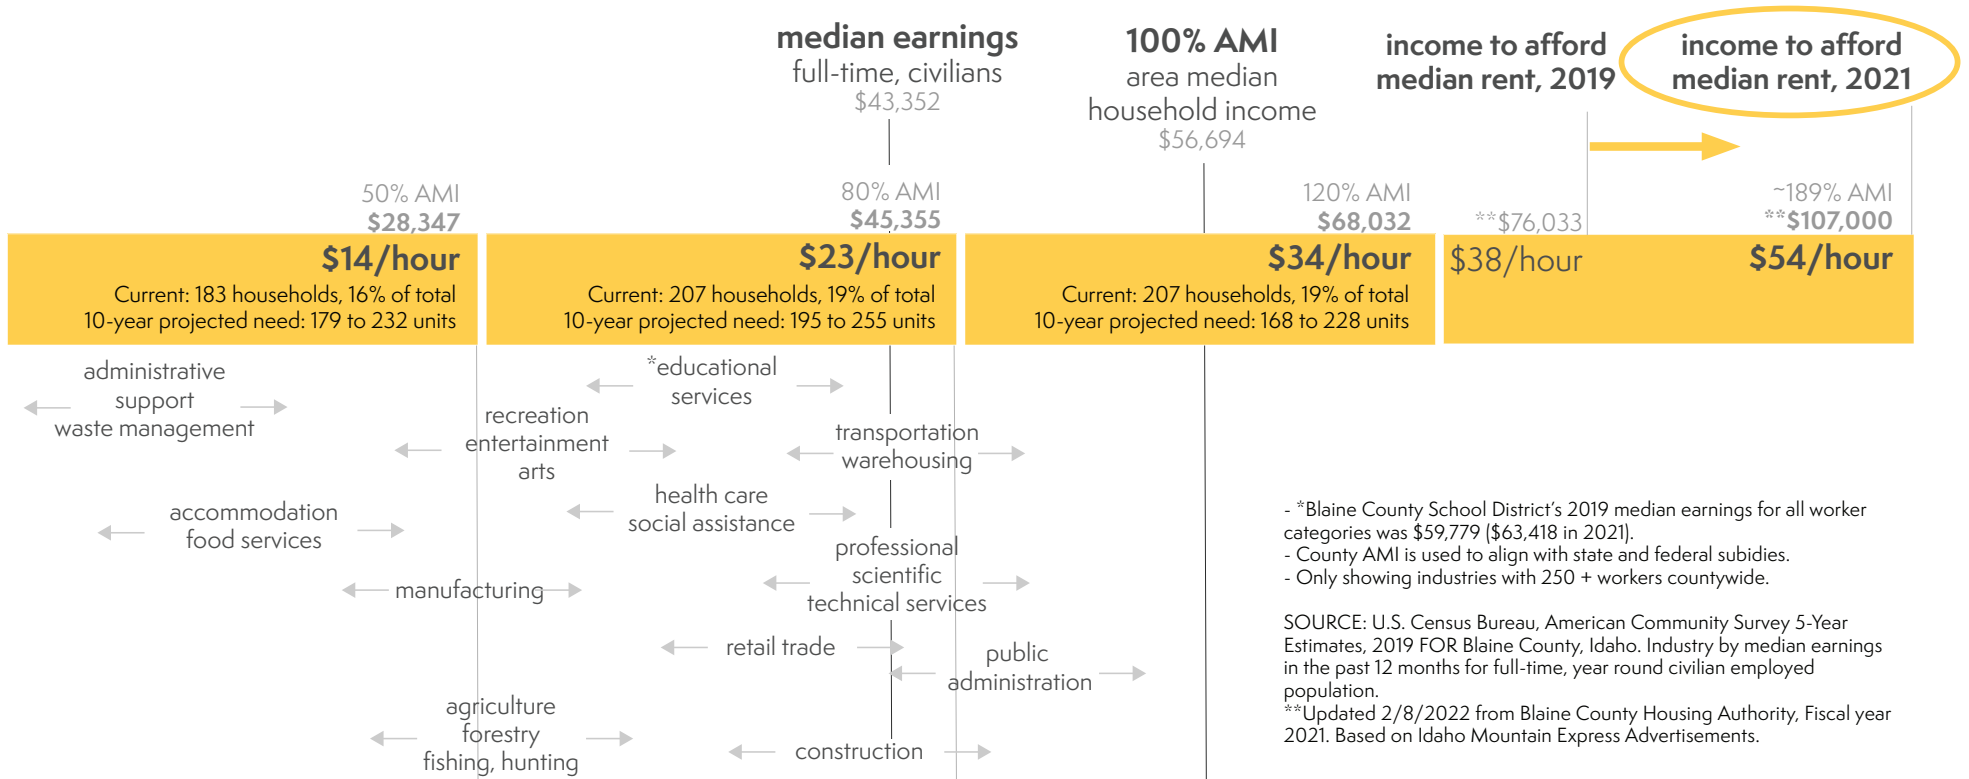 median earnings
full-time, civilians
$43,352
100% AMI
area median
household income
$56,694
income to afford
median rent, 2019
income to afford
median rent, 2021
50% AMI
$28,347
80% AMI
$45,355
120% AMI
$68,032
**$76,033
~189% AMI
**$107,000
$14/hour
Current: 183 households, 16% of total
10-year projected need: 179 to 232 units
$23/hour
Current: 207 households, 19% of total
10-year projected need: 195 to 255 units
$34/hour
Current: 207 households, 19% of total
10-year projected need: 168 to 228 units
$38/hour
$54/hour
administrative
support
waste management
*educational
services
recreation
entertainment
arts
transportation
warehousing
accommodation
food services
health care
social assistance
manufacturing
professional
scientific
technical services
retail trade
public
administration
agriculture
forestry
fishing, hunting
construction
- *Blaine County School District's 2019 median earnings for all worker
categories was $59,779 ($63,418 in 2021).
- County AMI is used to align with state and federal subidies.
- Only showing industries with 250 + workers countywide.
SOURCE: U.S. Census Bureau, American Community Survey 5-Year
Estimates, 2019 FOR Blaine County, Idaho. Industry by median earnings
in the past 12 months for full-time, year round civilian employed
population.
**Updated 2/8/2022 from Blaine County Housing Authority, Fiscal year
2021. Based on Idaho Mountain Express Advertisements.